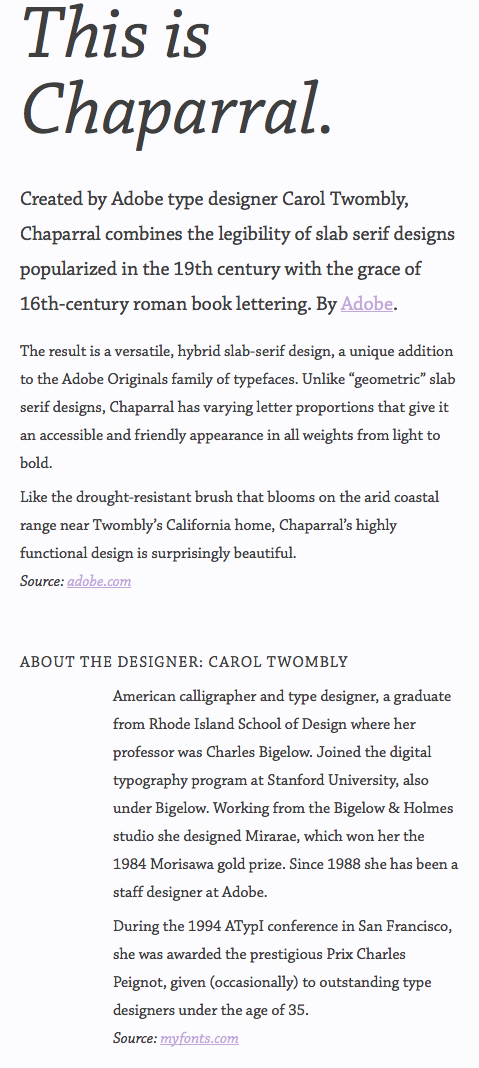 This is
Chaparral.
Created by Adobe type designer Carol Twombly,
Chaparral combines the legibility of slab serif designs
popularized in the 19th century with the grace of
16th-century roman book lettering. By Adobe.
The result is a versatile, hybrid slab-serif design, a unique addition
to the Adobe Originals family of typefaces. Unlike “geometric” slab
serif designs, Chaparral has varying letter proportions that give it
an accessible and friendly appearance in all weights from light to
bold.
Like the drought-resistant brush that blooms on the arid coastal
range near Twombly’s California home, Chaparral’s highly
functional design is surprisingly beautiful.
Source: adobe.com
ABOUT THE DESIGNER: CAROL TWOMBLY
American calligrapher and type designer, a graduate
from Rhode Island School of Design where her
professor was Charles Bigelow. Joined the digital
typography program at Stanford University, also
under Bigelow. Working from the Bigelow & Holmes
studio she designed Mirarae, which won her the
1984 Morisawa gold prize. Since 1988 she has been a
staff designer at Adobe.
During the 1994 ATypI conference in San Francisco,
she was awarded the prestigious Prix Charles
Peignot, given (occasionally) to outstanding type
designers under the age of 35.
Source: myfonts.com